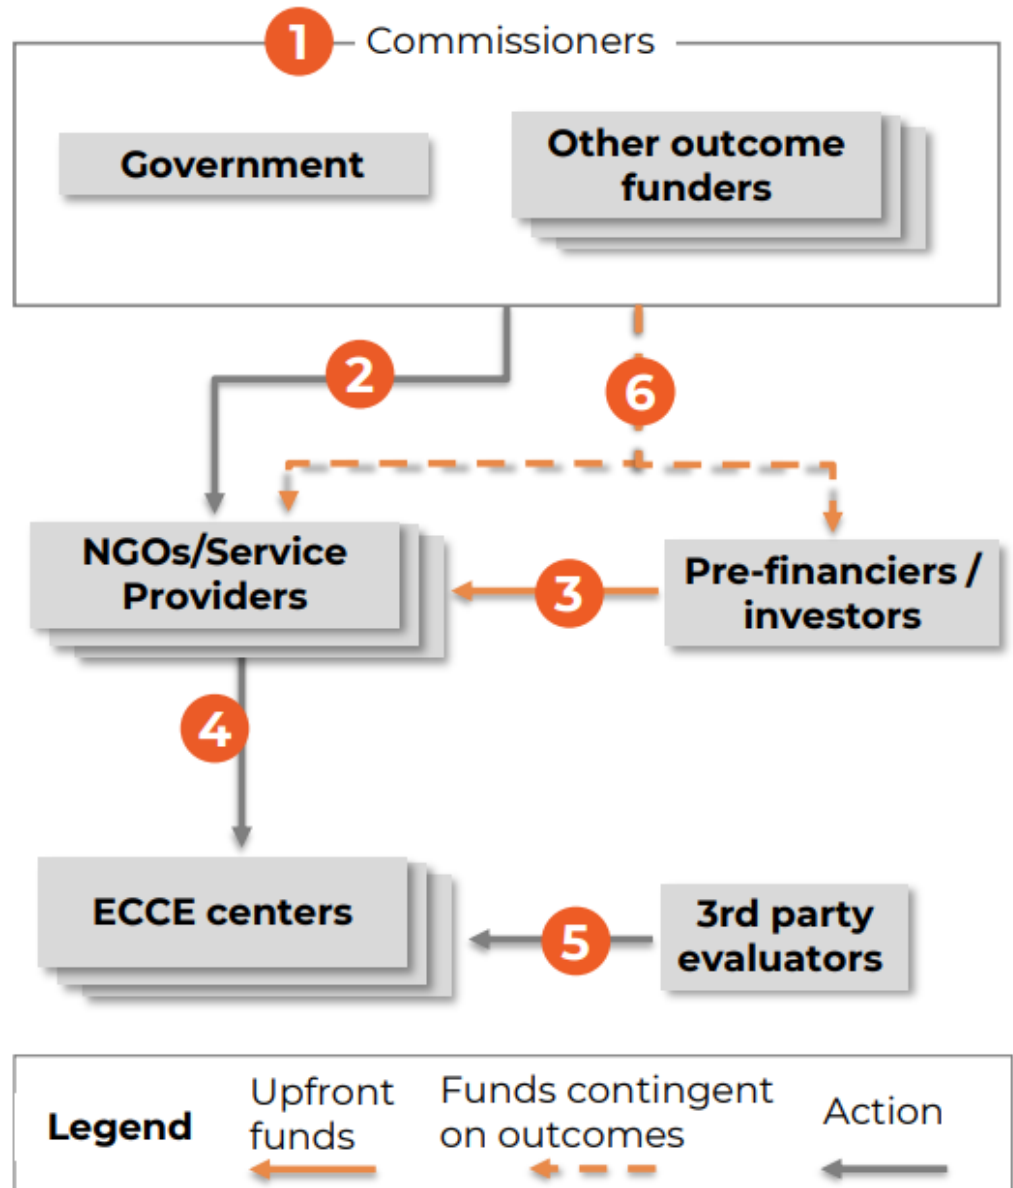 1 Commissioners
Government
Other outcome
funders
2
6
NGOs/Service
Providers
3
Pre-financiers /
investors
4
ECCE centers
5
3rd party
evaluators
Legend
Upfront
funds
Funds contingent
on outcomes
Action